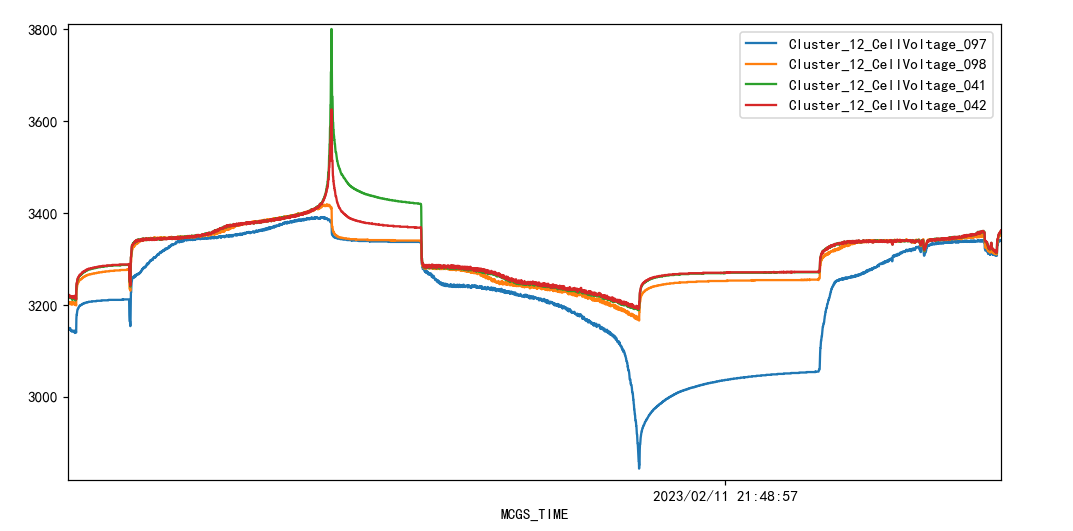 3800
3600
3400
3200
3000
Cluster_12_CellVoltage_097
Cluster_12_CellVoltage_098
Cluster_12_CellVoltage_041
Cluster_12_CellVoltage_042
2023/02/11 21:48:57
MCGS_TIME